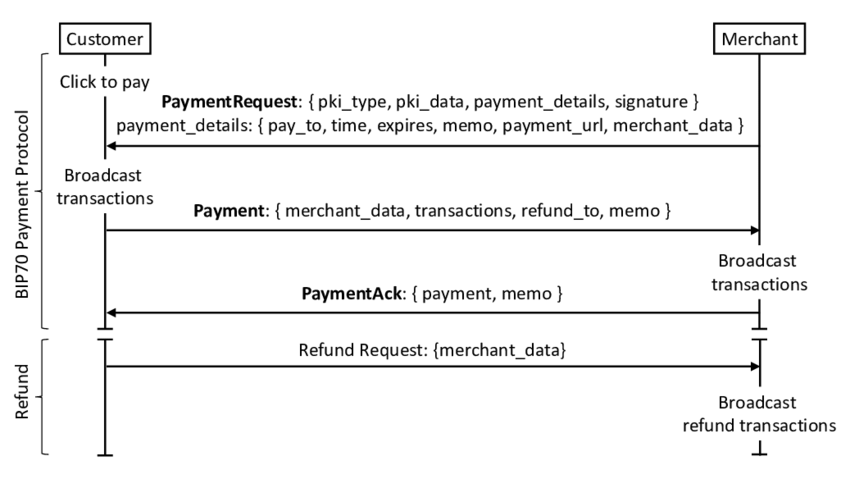 Customer
Merchant
Click to pay
PaymentRequest: { pki_type, pki_data, payment_details, signature }
payment_details: { pay_to, time, expires, memo, payment_url, merchant_data }
Broadcast
transactions
Payment: { merchant_data, transactions, refund_to, memo }
Broadcast
transactions
PaymentAck: { payment, memo }
BIP70 Payment Protocol
Refund Request: {merchant_data}
Broadcast
refund transactions
Refund